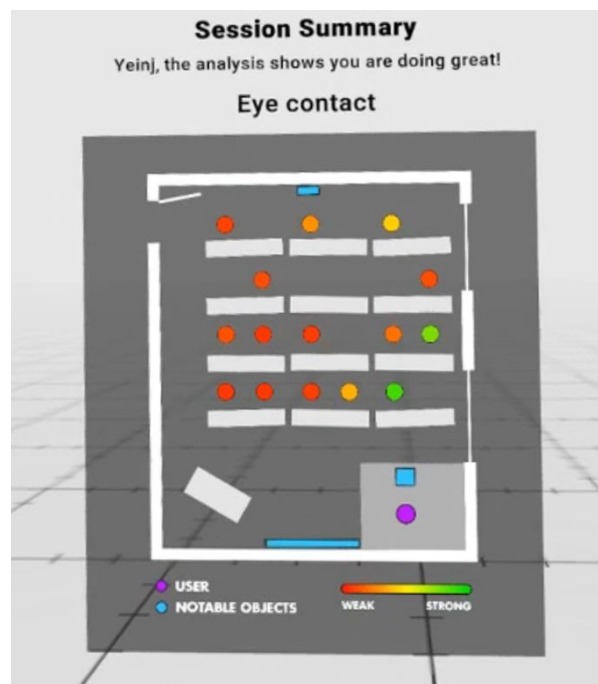 Session Summary
Yeinj, the analysis shows you are doing great!
Eye contact
USER
NOTABLE OBJECTS
WEAK STRONG